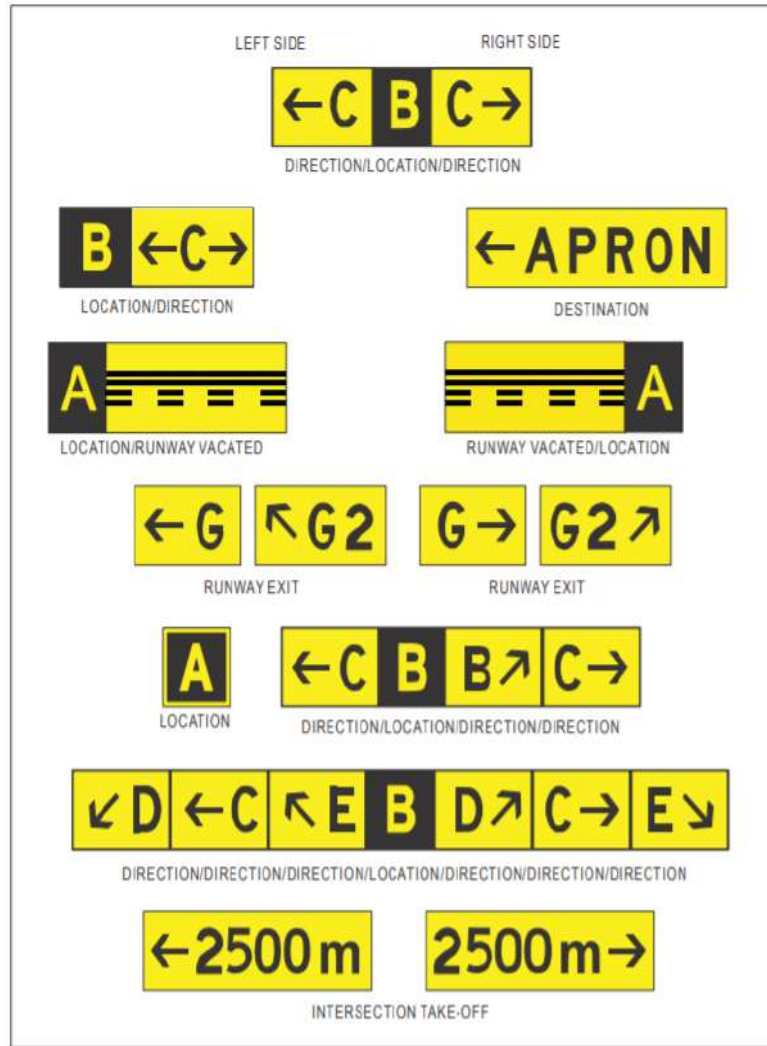 LEFT SIDE RIGHT SIDE
←C B C→
DIRECTION/LOCATION/DIRECTION
B ←C→
LOCATION/DIRECTION
←APRON
DESTINATION
A
LOCATION/RUNWAY VACATED
A
RUNWAY VACATED/LOCATION
←G ↖G2
RUNWAY EXIT
G→ G2↗
RUNWAY EXIT
A
LOCATION
←C B B↗ C→
DIRECTION/LOCATION/DIRECTION/DIRECTION
↙D ←C ↖E B D↗ C→ E↘
DIRECTION/DIRECTION/DIRECTION/LOCATION/DIRECTION/DIRECTION/DIRECTION
←2500m 2500m→
INTERSECTION TAKE-OFF